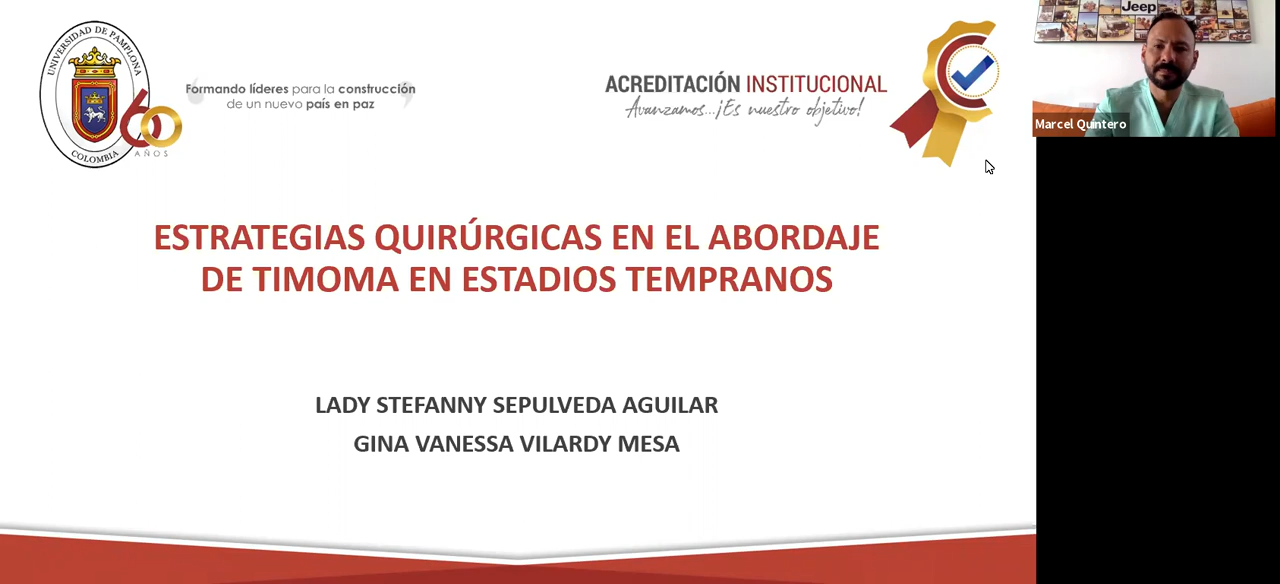 UNIVERSIDAD DE PAMPLONA
COLOMBIA
60
AÑOS
Formando líderes para la construcción
de un nuevo país en paz
ACREDITACIÓN INSTITUCIONAL
Avanzamos...¡Es nuestro objetivo!
Jeep
Marcel Quintero
ESTRATEGIAS QUIRÚRGICAS EN EL ABORDAJE
DE TIMOMA EN ESTADIOS TEMPRANOS
LADY STEFANNY SEPULVEDA AGUILAR
GINA VANESSA VILARDY MESA